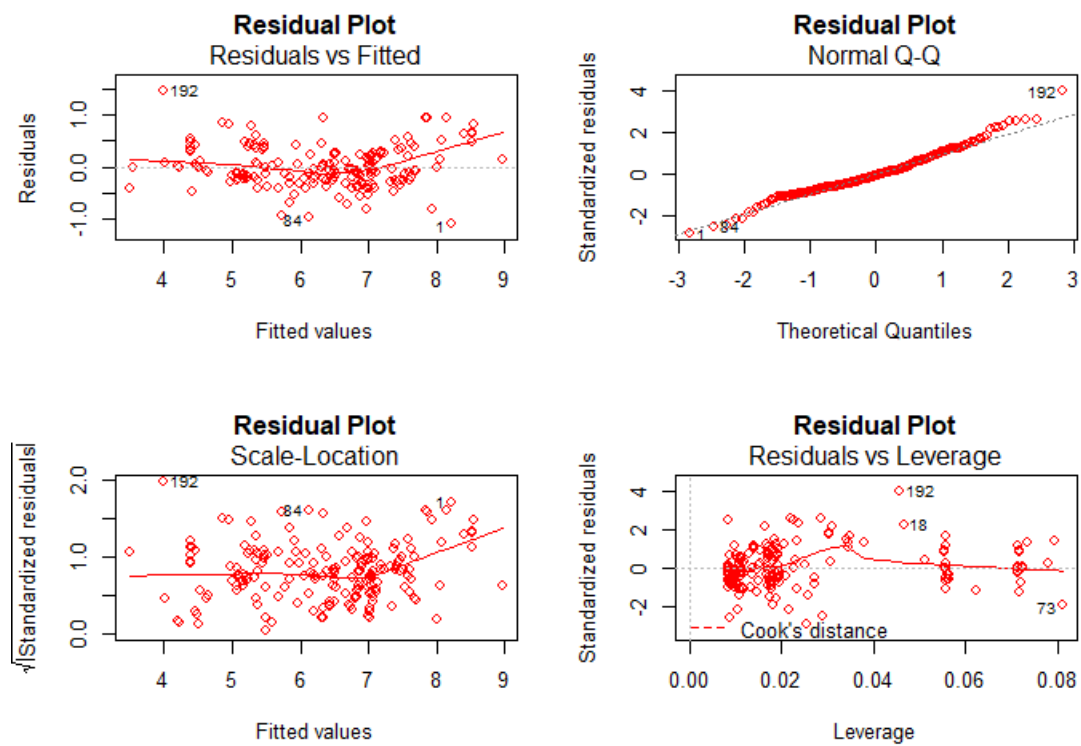 Residual Plot
Residuals vs Fitted
Residuals
1.0
0.0
-1.0
192
84
1
4 5 6 7 8 9
Fitted values
Residual Plot
Normal Q-Q
Standardized residuals
4
2
0
-2
192
84
1
-3 -2 -1 0 1 2 3
Theoretical Quantiles
Residual Plot
Scale-Location
√|Standardized residuals|
2.0
1.0
0.0
192
84
1
4 5 6 7 8 9
Fitted values
Residual Plot
Residuals vs Leverage
Standardized residuals
4
2
0
-2
192
18
73
Cook's distance
0.00 0.02 0.04 0.06 0.08
Leverage